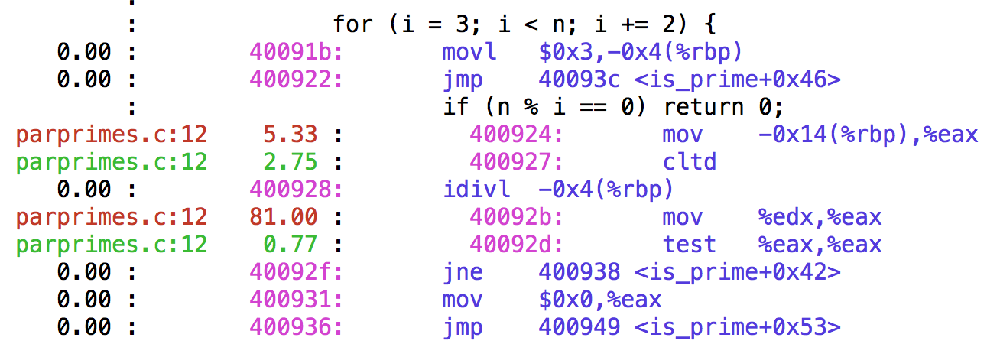 :
: for (i = 3; i < n; i += 2) {
0.00 : 40091b: movl $0x3,-0x4(%rbp)
0.00 : 400922: jmp 40093c <is_prime+0x46>
: if (n % i == 0) return 0;
parprimes.c:12 5.33 : 400924: mov -0x14(%rbp),%eax
parprimes.c:12 2.75 : 400927: cltd
0.00 : 400928: idivl -0x4(%rbp)
parprimes.c:12 81.00 : 40092b: mov %edx,%eax
parprimes.c:12 0.77 : 40092d: test %eax,%eax
0.00 : 40092f: jne 400938 <is_prime+0x42>
0.00 : 400931: mov $0x0,%eax
0.00 : 400936: jmp 400949 <is_prime+0x53>